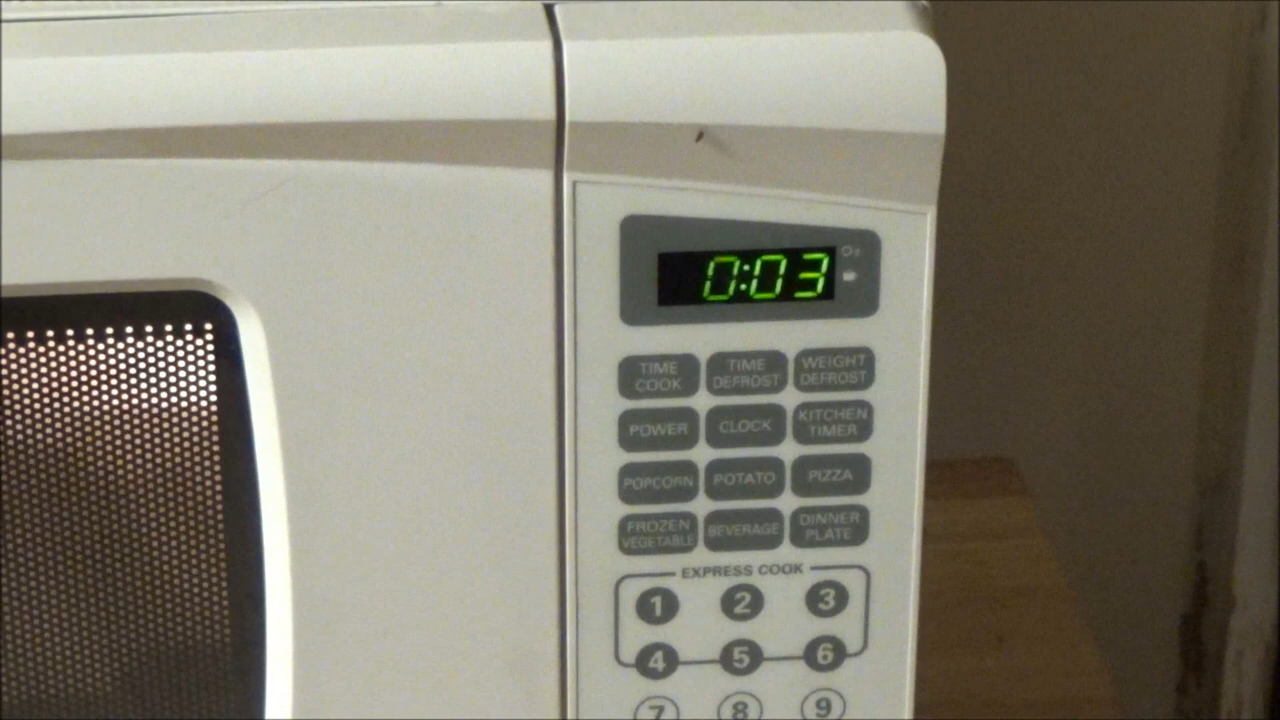 0:03
TIME COOK
TIME DEFROST
WEIGHT DEFROST
POWER
CLOCK
KITCHEN TIMER
POPCORN
POTATO
PIZZA
FROZEN VEGETABLE
BEVERAGE
DINNER PLATE
EXPRESS COOK
1 2 3
4 5 6
7 8 9